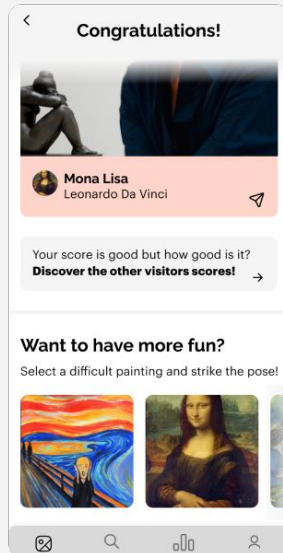 Congratulations!
Mona Lisa
Leonardo Da Vinci
Your score is good but how good is it?
Discover the other visitors scores!
Want to have more fun?
Select a difficult painting and strike the pose!